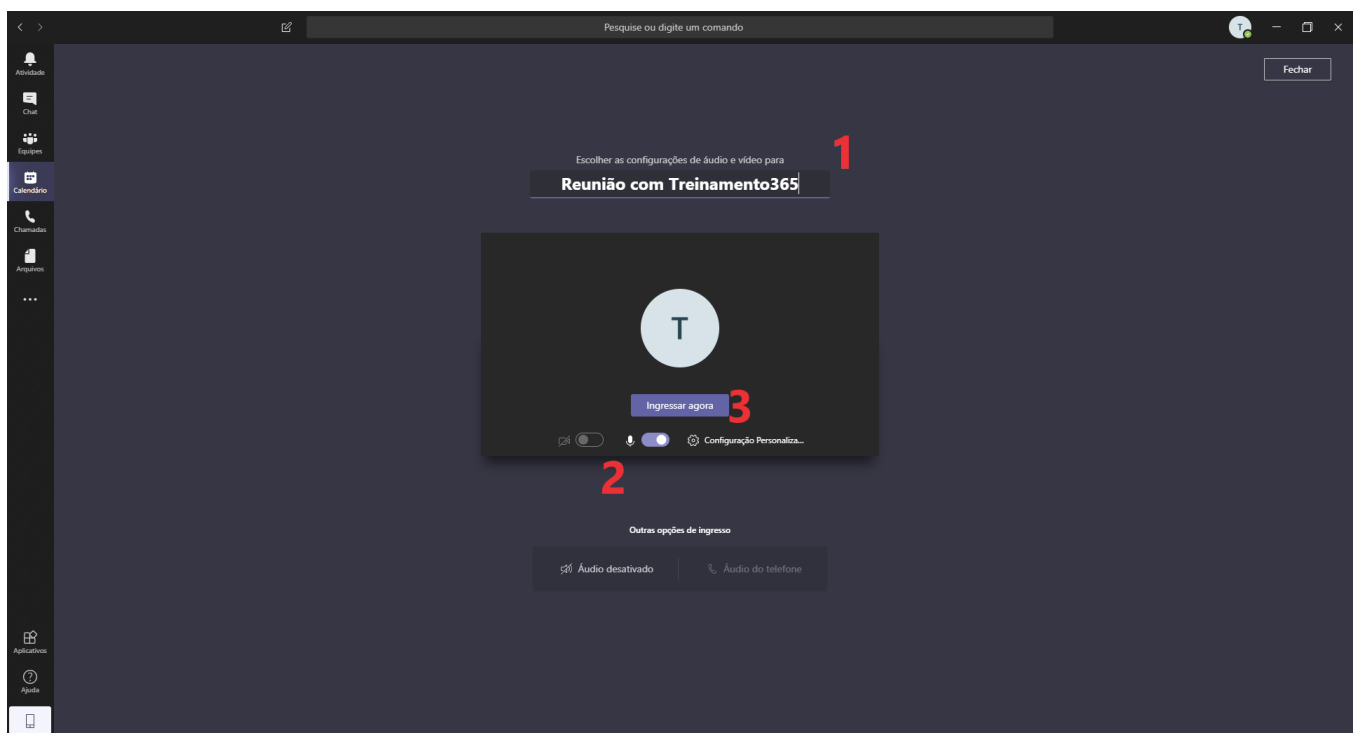 Pesquise ou digite um comando
T
Atividade
Fechar
Chat
Equipes
1
Escolher as configurações de áudio e vídeo para
Reunião com Treinamento365
Calendário
Chamadas
Arquivos
T
Ingressar agora
3
Configuração Personaliza...
2
Outras opções de ingresso
Áudio desativado
Áudio do telefone
Aplicativos
Ajuda